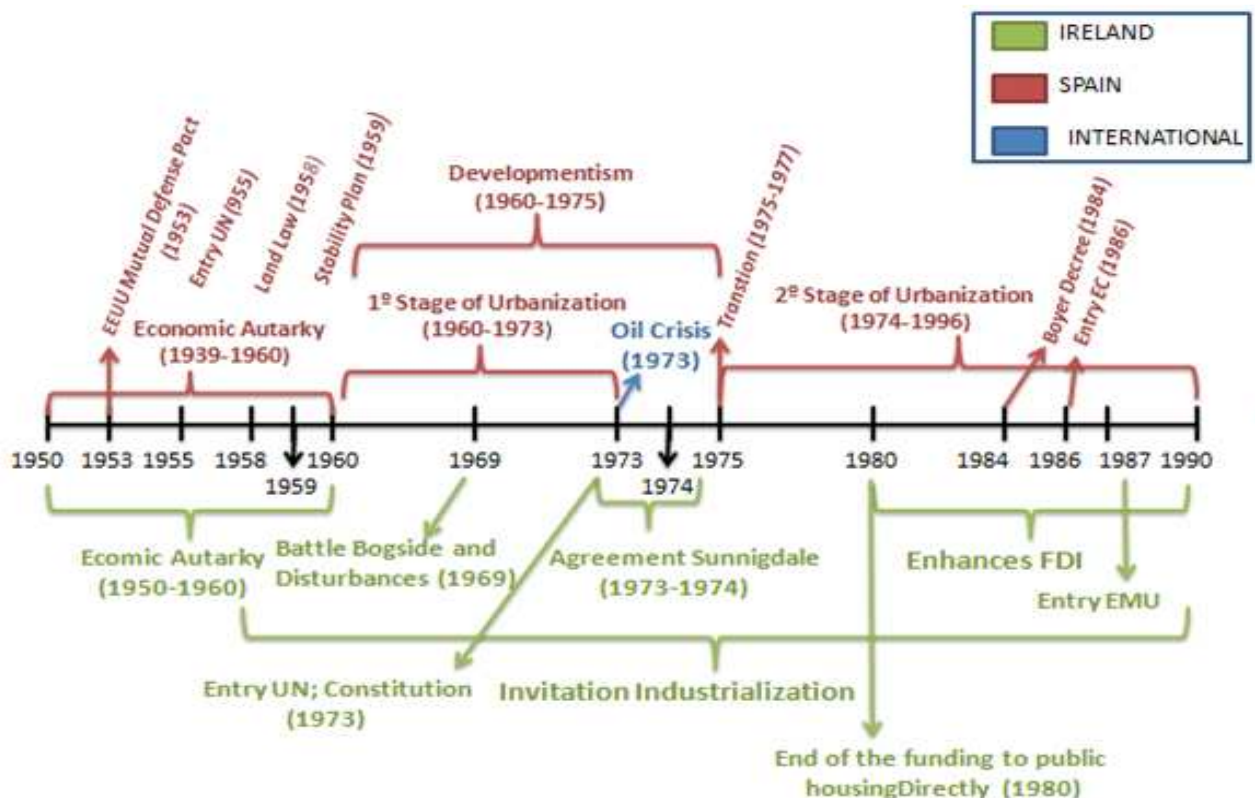 IRELAND
SPAIN
INTERNATIONAL
EEUU Mutual Defense Pact
(1953)
Entry UN (955)
Land Law (1958)
Stability Plan (1959)
Developmentism
(1960-1975)
Transtion (1975-1977)
Boyer Decree (1984)
Entry EC (1986)
Economic Autarky
(1939-1960)
1º Stage of Urbanization
(1960-1973)
Oil Crisis
(1973)
2º Stage of Urbanization
(1974-1996)
1950 1953 1955 1958 1960 1969 1973 1975 1980 1984 1986 1987 1990
1959 1974
Ecomic Autarky
(1950-1960)
Battle Bogside and
Disturbances (1969)
Agreement Sunnigdale
(1973-1974)
Enhances FDI
Entry EMU
Entry UN; Constitution
(1973)
Invitation Industrialization
End of the funding to public
housingDirectly (1980)